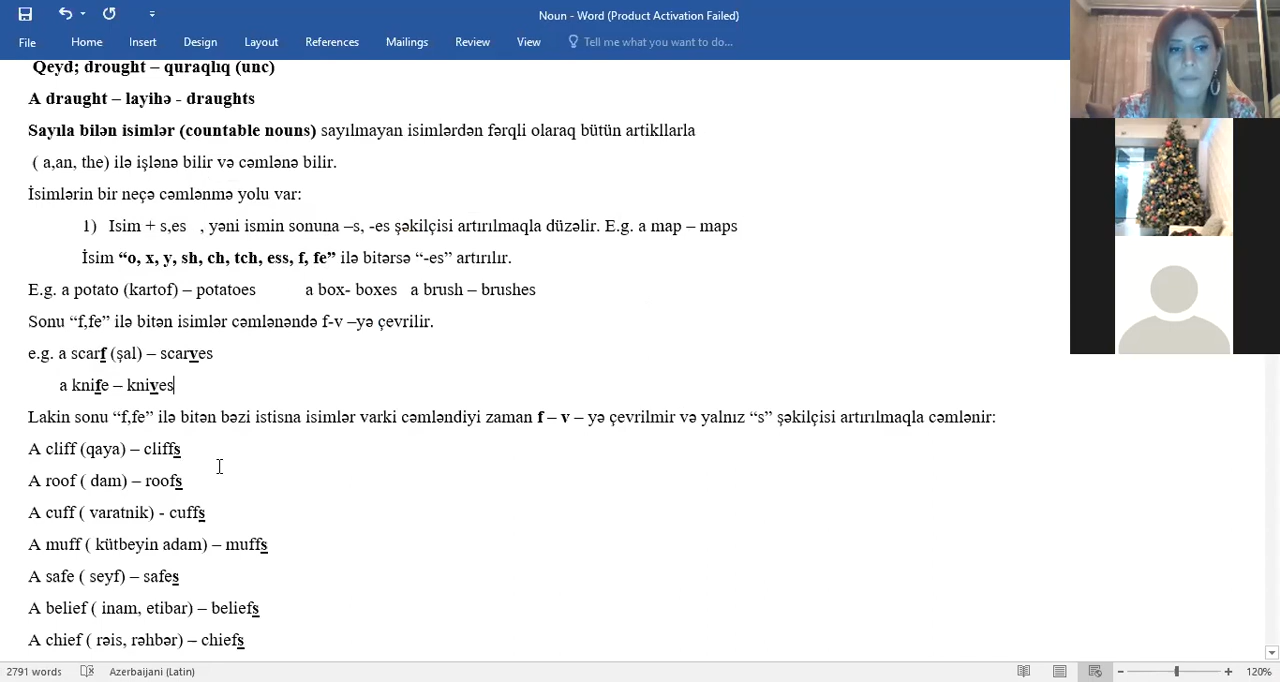 Noun - Word (Product Activation Failed)
File Home Insert Design Layout References Mailings Review View Tell me what you want to do...
Qeyd; drought – quraqlıq (unc)
A draught – layihə - draughts
Sayıla bilən isimlər (countable nouns) sayılmayan isimlərdən fərqli olaraq bütün artikllarla
( a,an, the) ilə işlənə bilir və cəmlənə bilir.
İsimlərin bir neçə cəmlənmə yolu var:
1) Isim + s,es , yəni ismin sonuna –s, -es şəkilçisi artırılmaqla düzəlir. E.g. a map – maps
İsim “o, x, y, sh, ch, tch, ess, f, fe” ilə bitərsə “-es” artırılır.
E.g. a potato (kartof) – potatoes a box- boxes a brush – brushes
Sonu “f,fe” ilə bitən isimlər cəmlənəndə f-v –yə çevrilir.
e.g. a scarf (şal) – scarves
a knife – knives
Lakin sonu “f,fe” ilə bitən bəzi istisna isimlər varki cəmləndiyi zaman f – v – yə çevrilmir və yalnız “s” şəkilçisi artırılmaqla cəmlənir:
A cliff (qaya) – cliffs
A roof ( dam) – roofs
A cuff ( varatnik) - cuffs
A muff ( kütbeyin adam) – muffs
A safe ( seyf) – safes
A belief ( inam, etibar) – beliefs
A chief ( rəis, rəhbər) – chiefs
2791 words Azerbaijani (Latin) 120%